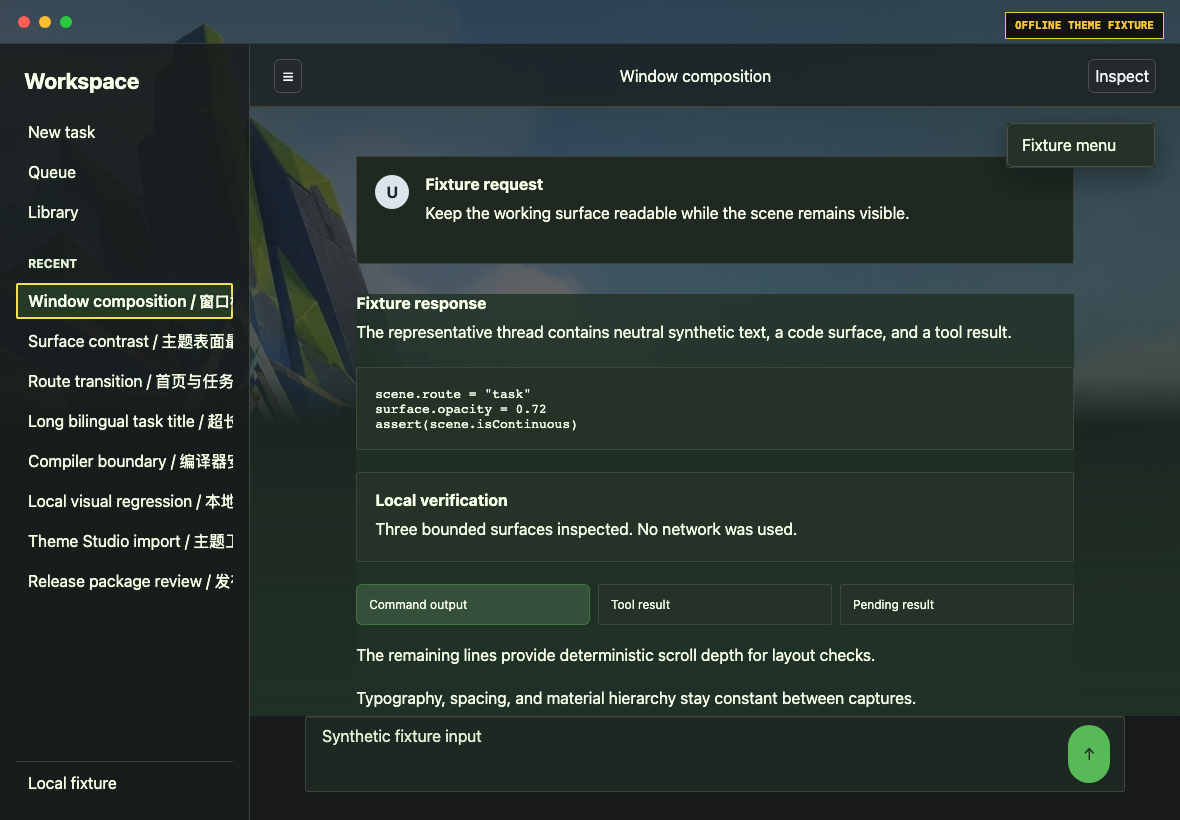 OFFLINE THEME FIXTURE
Workspace
New task
Queue
Library
RECENT
Window composition / 窗口
Surface contrast / 主题表面
Route transition / 首页与任务
Long bilingual task title / 超长
Compiler boundary / 编译器安
Local visual regression / 本地
Theme Studio import / 主题工
Release package review / 发布
Local fixture
≡
Window composition
Inspect
Fixture menu
U
Fixture request
Keep the working surface readable while the scene remains visible.
Fixture response
The representative thread contains neutral synthetic text, a code surface, and a tool result.
scene.route = "task"
surface.opacity = 0.72
assert(scene.isContinuous)
Local verification
Three bounded surfaces inspected. No network was used.
Command output
Tool result
Pending result
The remaining lines provide deterministic scroll depth for layout checks.
Typography, spacing, and material hierarchy stay constant between captures.
Synthetic fixture input
↑